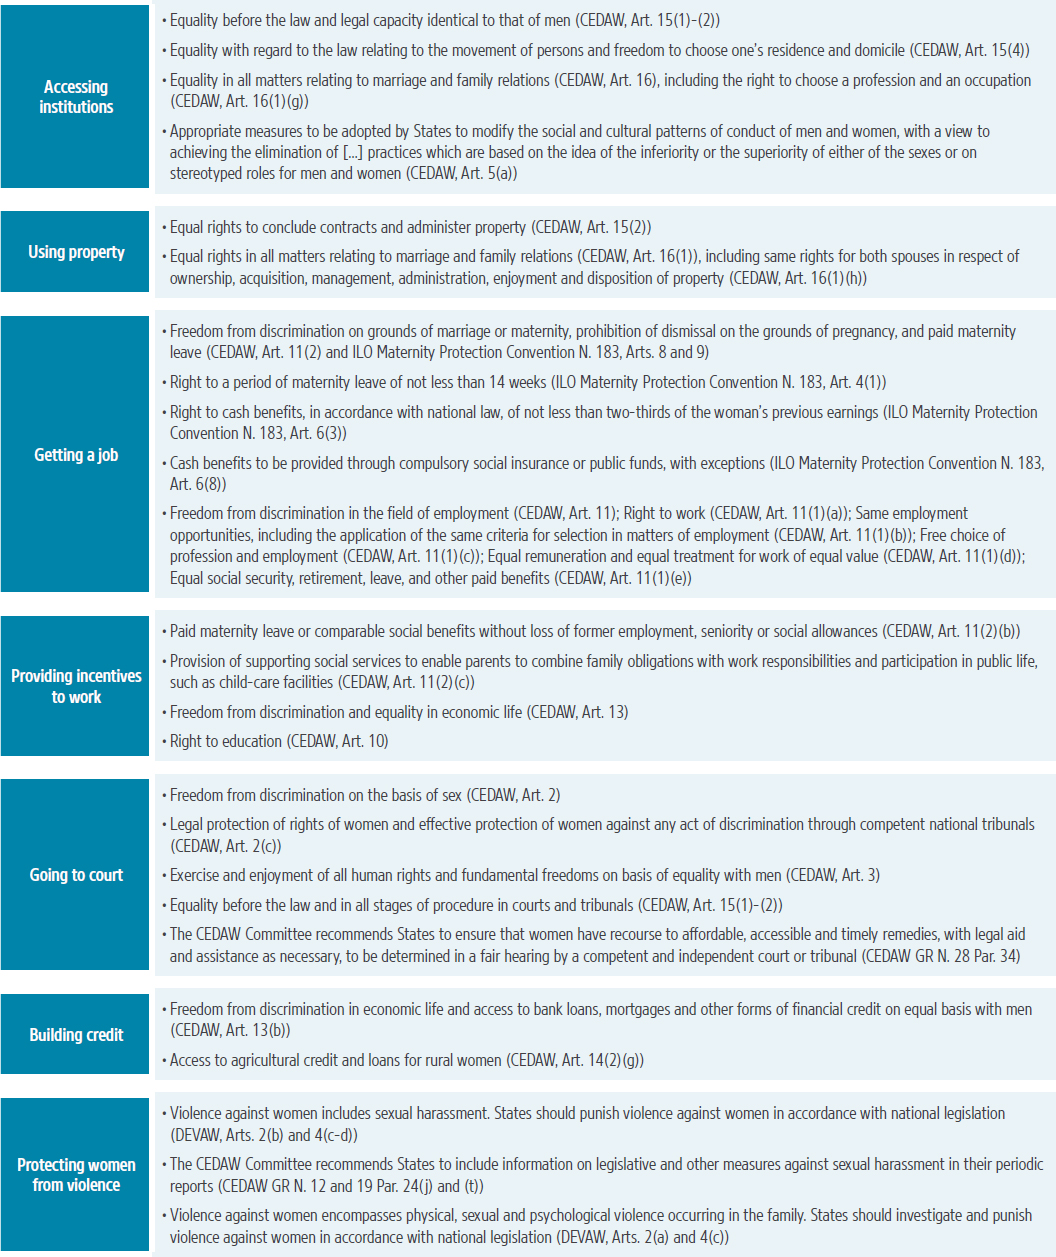 Accessing
institutions
• Equality before the law and legal capacity identical to that of men (CEDAW, Art. 15(1)-(2))
• Equality with regard to the law relating to the movement of persons and freedom to choose one's residence and domicile (CEDAW, Art. 15(4))
• Equality in all matters relating to marriage and family relations (CEDAW, Art. 16), including the right to choose a profession and an occupation
(CEDAW, Art. 16(1)(g))
• Appropriate measures to be adopted by States to modify the social and cultural patterns of conduct of men and women, with a view to
achieving the elimination of [...] practices which are based on the idea of the inferiority or the superiority of either of the sexes or on
stereotyped roles for men and women (CEDAW, Art. 5(a))
Using property
• Equal rights to conclude contracts and administer property (CEDAW, Art. 15(2))
• Equal rights in all matters relating to marriage and family relations (CEDAW, Art. 16(1)), including same rights for both spouses in respect of
ownership, acquisition, management, administration, enjoyment and disposition of property (CEDAW, Art. 16(1)(h))
Getting a job
• Freedom from discrimination on grounds of marriage or maternity, prohibition of dismissal on the grounds of pregnancy, and paid maternity
leave (CEDAW, Art. 11(2) and ILO Maternity Protection Convention N. 183, Arts. 8 and 9)
• Right to a period of maternity leave of not less than 14 weeks (ILO Maternity Protection Convention N. 183, Art. 4(1))
• Right to cash benefits, in accordance with national law, of not less than two-thirds of the woman's previous earnings (ILO Maternity Protection
Convention N. 183, Art. 6(3))
• Cash benefits to be provided through compulsory social insurance or public funds, with exceptions (ILO Maternity Protection Convention N. 183,
Art. 6(8))
• Freedom from discrimination in the field of employment (CEDAW, Art. 11); Right to work (CEDAW, Art. 11(1)(a)); Same employment
opportunities, including the application of the same criteria for selection in matters of employment (CEDAW, Art. 11(1)(b)); Free choice of
profession and employment (CEDAW, Art. 11(1)(c)); Equal remuneration and equal treatment for work of equal value (CEDAW, Art. 11(1)(d));
Equal social security, retirement, leave, and other paid benefits (CEDAW, Art. 11(1)(e))
Providing incentives
to work
• Paid maternity leave or comparable social benefits without loss of former employment, seniority or social allowances (CEDAW, Art. 11(2)(b))
• Provision of supporting social services to enable parents to combine family obligations with work responsibilities and participation in public life,
such as child-care facilities (CEDAW, Art. 11(2)(c))
• Freedom from discrimination and equality in economic life (CEDAW, Art. 13)
• Right to education (CEDAW, Art. 10)
Going to court
• Freedom from discrimination on the basis of sex (CEDAW, Art. 2)
• Legal protection of rights of women and effective protection of women against any act of discrimination through competent national tribunals
(CEDAW, Art. 2(c))
• Exercise and enjoyment of all human rights and fundamental freedoms on basis of equality with men (CEDAW, Art. 3)
• Equality before the law and in all stages of procedure in courts and tribunals (CEDAW, Art. 15(1)-(2))
• The CEDAW Committee recommends States to ensure that women have recourse to affordable, accessible and timely remedies, with legal aid
and assistance as necessary, to be determined in a fair hearing by a competent and independent court or tribunal (CEDAW GR N. 28 Par. 34)
Building credit
• Freedom from discrimination in economic life and access to bank loans, mortgages and other forms of financial credit on equal basis with men
(CEDAW, Art. 13(b))
• Access to agricultural credit and loans for rural women (CEDAW, Art. 14(2)(g))
Protecting women
from violence
• Violence against women includes sexual harassment. States should punish violence against women in accordance with national legislation
(DEVAW, Arts. 2(b) and 4(c-d))
• The CEDAW Committee recommends States to include information on legislative and other measures against sexual harassment in their periodic
reports (CEDAW GR N. 12 and 19 Par. 24(j) and (t))
• Violence against women encompasses physical, sexual and psychological violence occurring in the family. States should investigate and punish
violence against women in accordance with national legislation (DEVAW, Arts. 2(a) and 4(c))